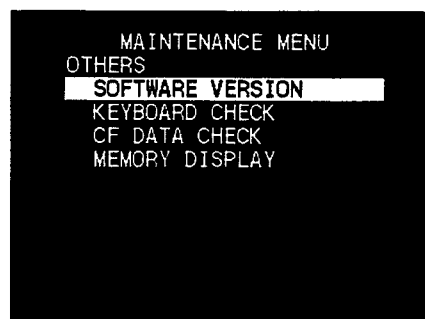 MAINTENANCE MENU
OTHERS
SOFTWARE VERSION
KEYBOARD CHECK
CF DATA CHECK
MEMORY DISPLAY